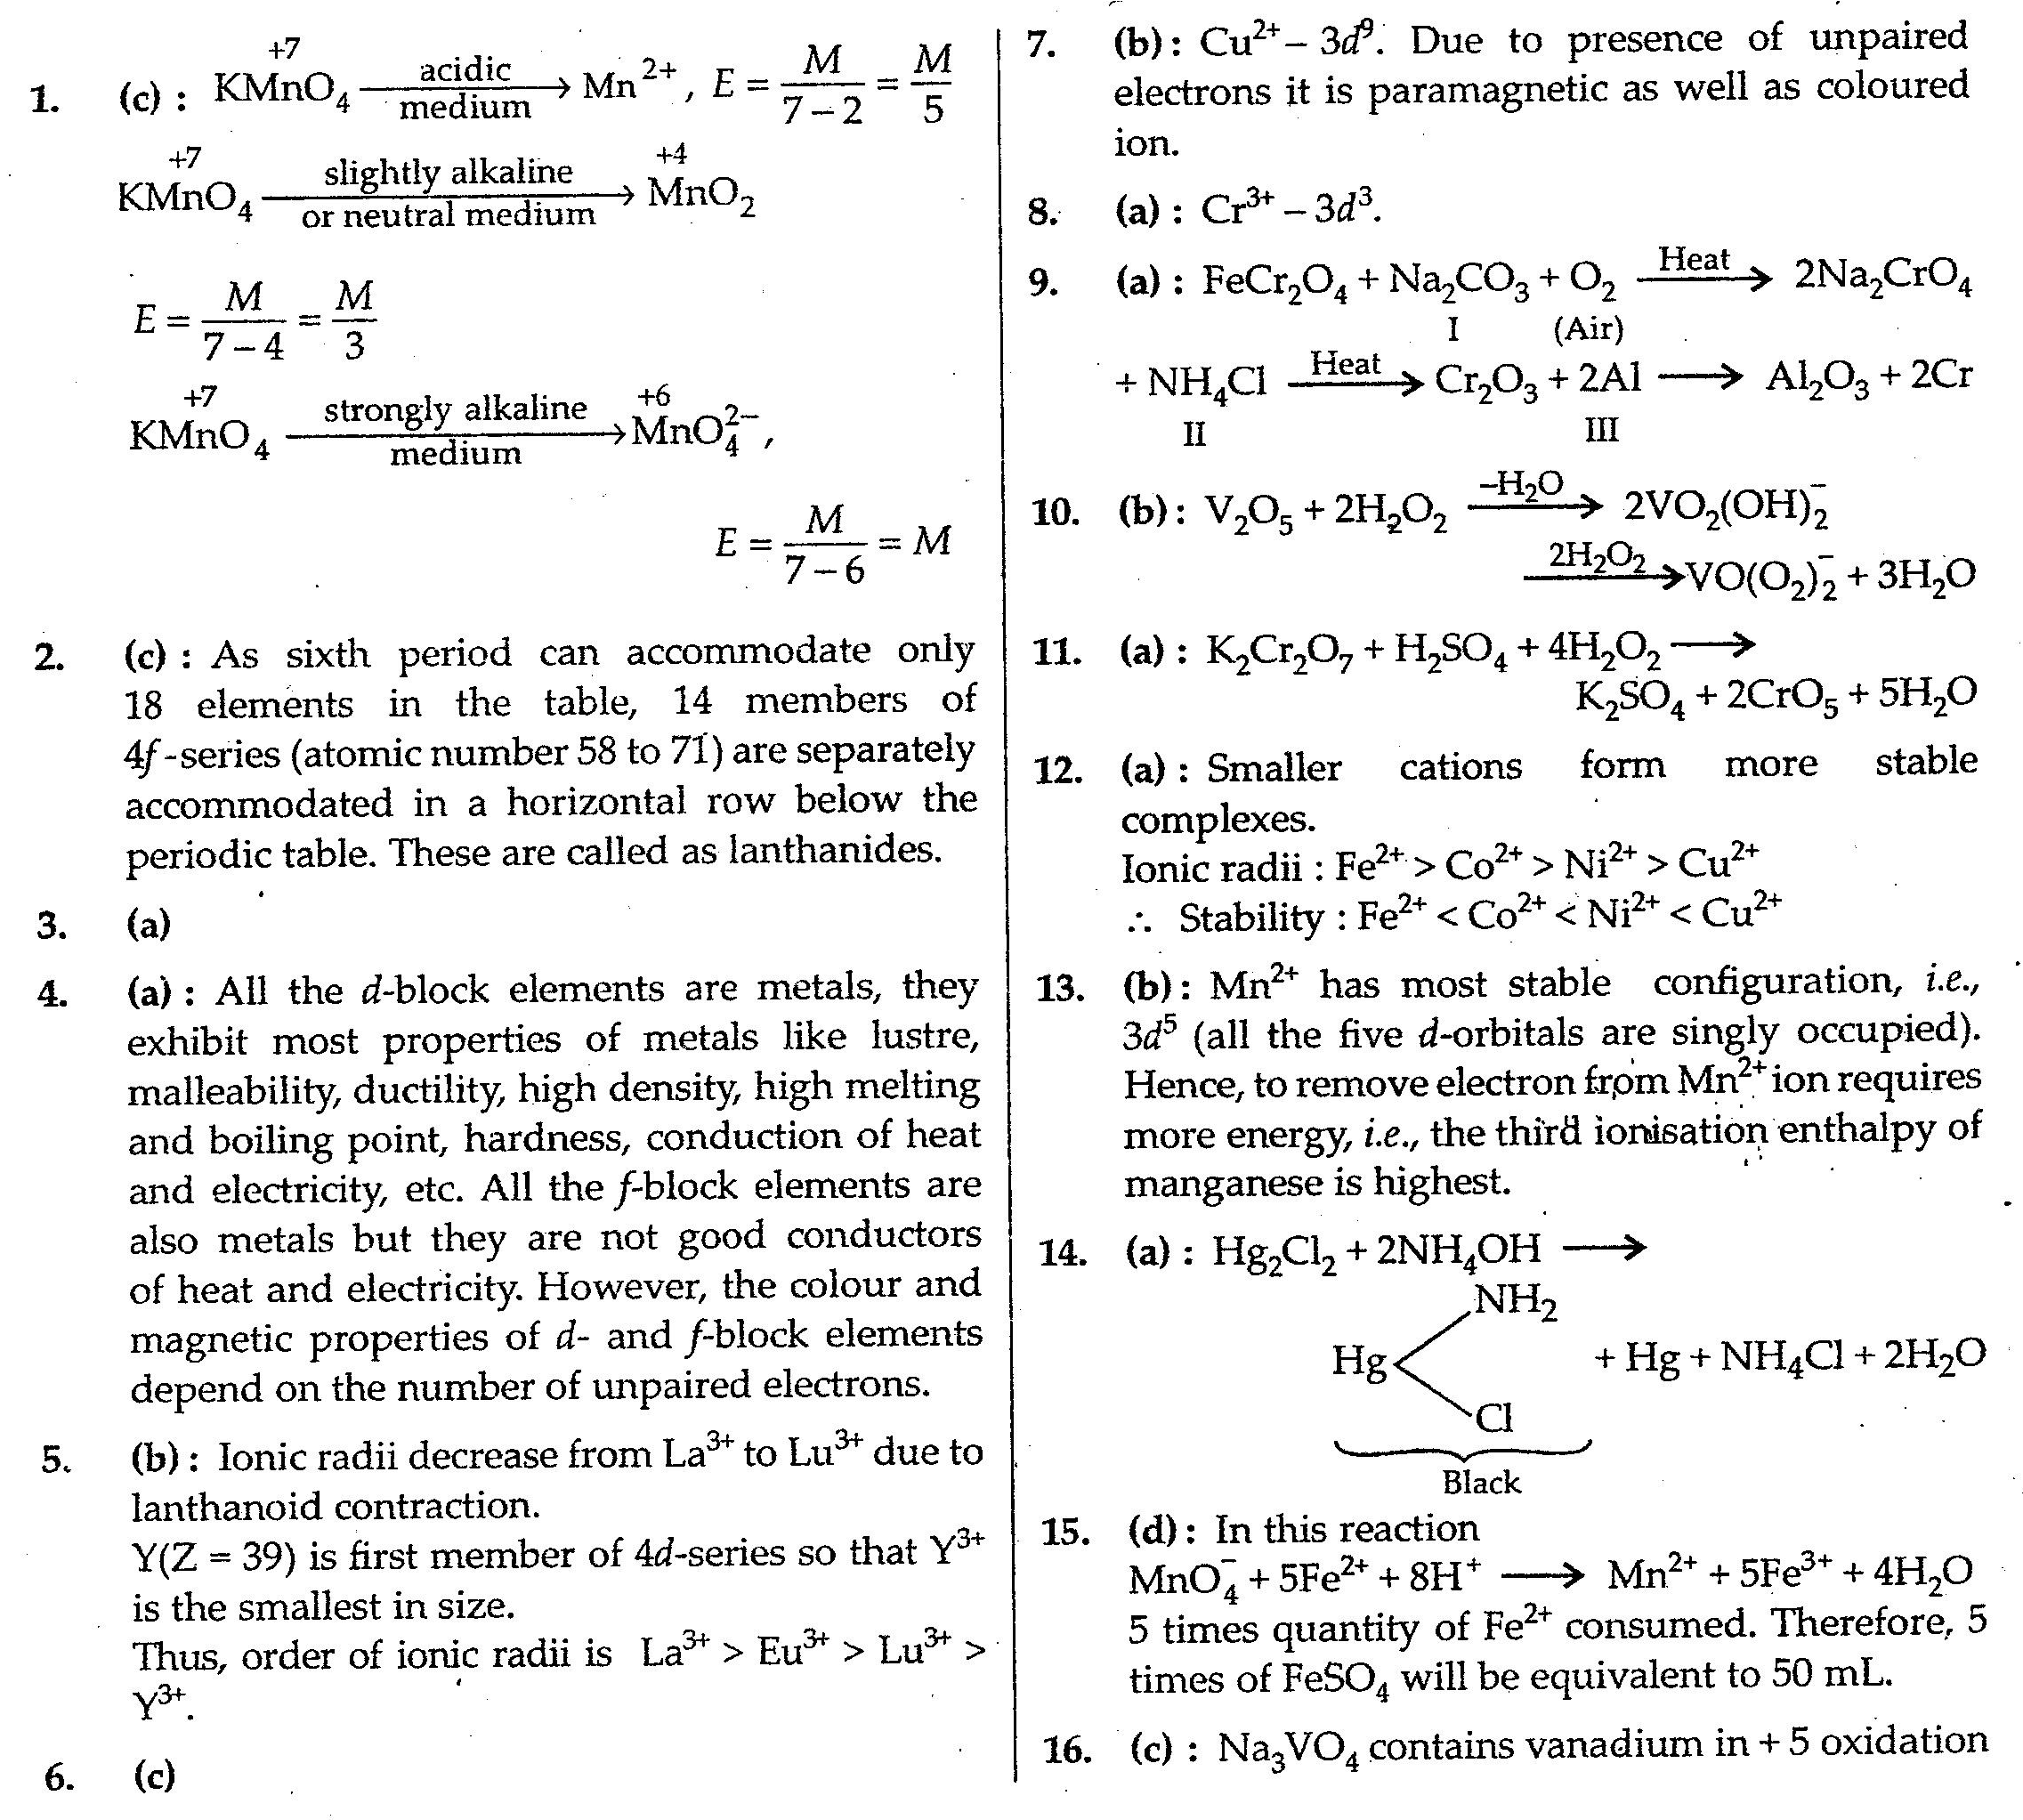 1. (c) : KMnO₄ (+7) —acidic medium→ Mn²⁺, E = M/(7 – 2) = M/5
KMnO₄ (+7) —slightly alkaline or neutral medium→ MnO₂ (+4)
E = M/(7 – 4) = M/3
KMnO₄ (+7) —strongly alkaline medium→ MnO₄²⁻ (+6),
E = M/(7 – 6) = M
2. (c) : As sixth period can accommodate only
18 elements in the table, 14 members of
4f-series (atomic number 58 to 71) are separately
accommodated in a horizontal row below the
periodic table. These are called as lanthanides.
3. (a)
4. (a) : All the d-block elements are metals, they
exhibit most properties of metals like lustre,
malleability, ductility, high density, high melting
and boiling point, hardness, conduction of heat
and electricity, etc. All the f-block elements are
also metals but they are not good conductors
of heat and electricity. However, the colour and
magnetic properties of d- and f-block elements
depend on the number of unpaired electrons.
5. (b) : Ionic radii decrease from La³⁺ to Lu³⁺ due to
lanthanoid contraction.
Y(Z = 39) is first member of 4d-series so that Y³⁺
is the smallest in size.
Thus, order of ionic radii is La³⁺ > Eu³⁺ > Lu³⁺ >
Y³⁺.
6. (c)
7. (b) : Cu²⁺ – 3d⁹. Due to presence of unpaired
electrons it is paramagnetic as well as coloured
ion.
8. (a) : Cr³⁺ – 3d³.
9. (a) : FeCr₂O₄ + Na₂CO₃ + O₂ —Heat→ 2Na₂CrO₄
I (Air)
+ NH₄Cl —Heat→ Cr₂O₃ + 2Al ⟶ Al₂O₃ + 2Cr
II III
10. (b) : V₂O₅ + 2H₂O₂ —–H₂O→ 2VO₂(OH)₂⁻
—2H₂O₂→ VO(O₂)₂⁻ + 3H₂O
11. (a) : K₂Cr₂O₇ + H₂SO₄ + 4H₂O₂ ⟶
K₂SO₄ + 2CrO₅ + 5H₂O
12. (a) : Smaller cations form more stable
complexes.
Ionic radii : Fe²⁺ > Co²⁺ > Ni²⁺ > Cu²⁺
∴ Stability : Fe²⁺ < Co²⁺ < Ni²⁺ < Cu²⁺
13. (b) : Mn²⁺ has most stable configuration, i.e.,
3d⁵ (all the five d-orbitals are singly occupied).
Hence, to remove electron from Mn²⁺ ion requires
more energy, i.e., the third ionisation enthalpy of
manganese is highest.
14. (a) : Hg₂Cl₂ + 2NH₄OH ⟶
NH₂
Hg + Hg + NH₄Cl + 2H₂O
Cl
Black
15. (d) : In this reaction
MnO₄⁻ + 5Fe²⁺ + 8H⁺ ⟶ Mn²⁺ + 5Fe³⁺ + 4H₂O
5 times quantity of Fe²⁺ consumed. Therefore, 5
times of FeSO₄ will be equivalent to 50 mL.
16. (c) : Na₃VO₄ contains vanadium in + 5 oxidation